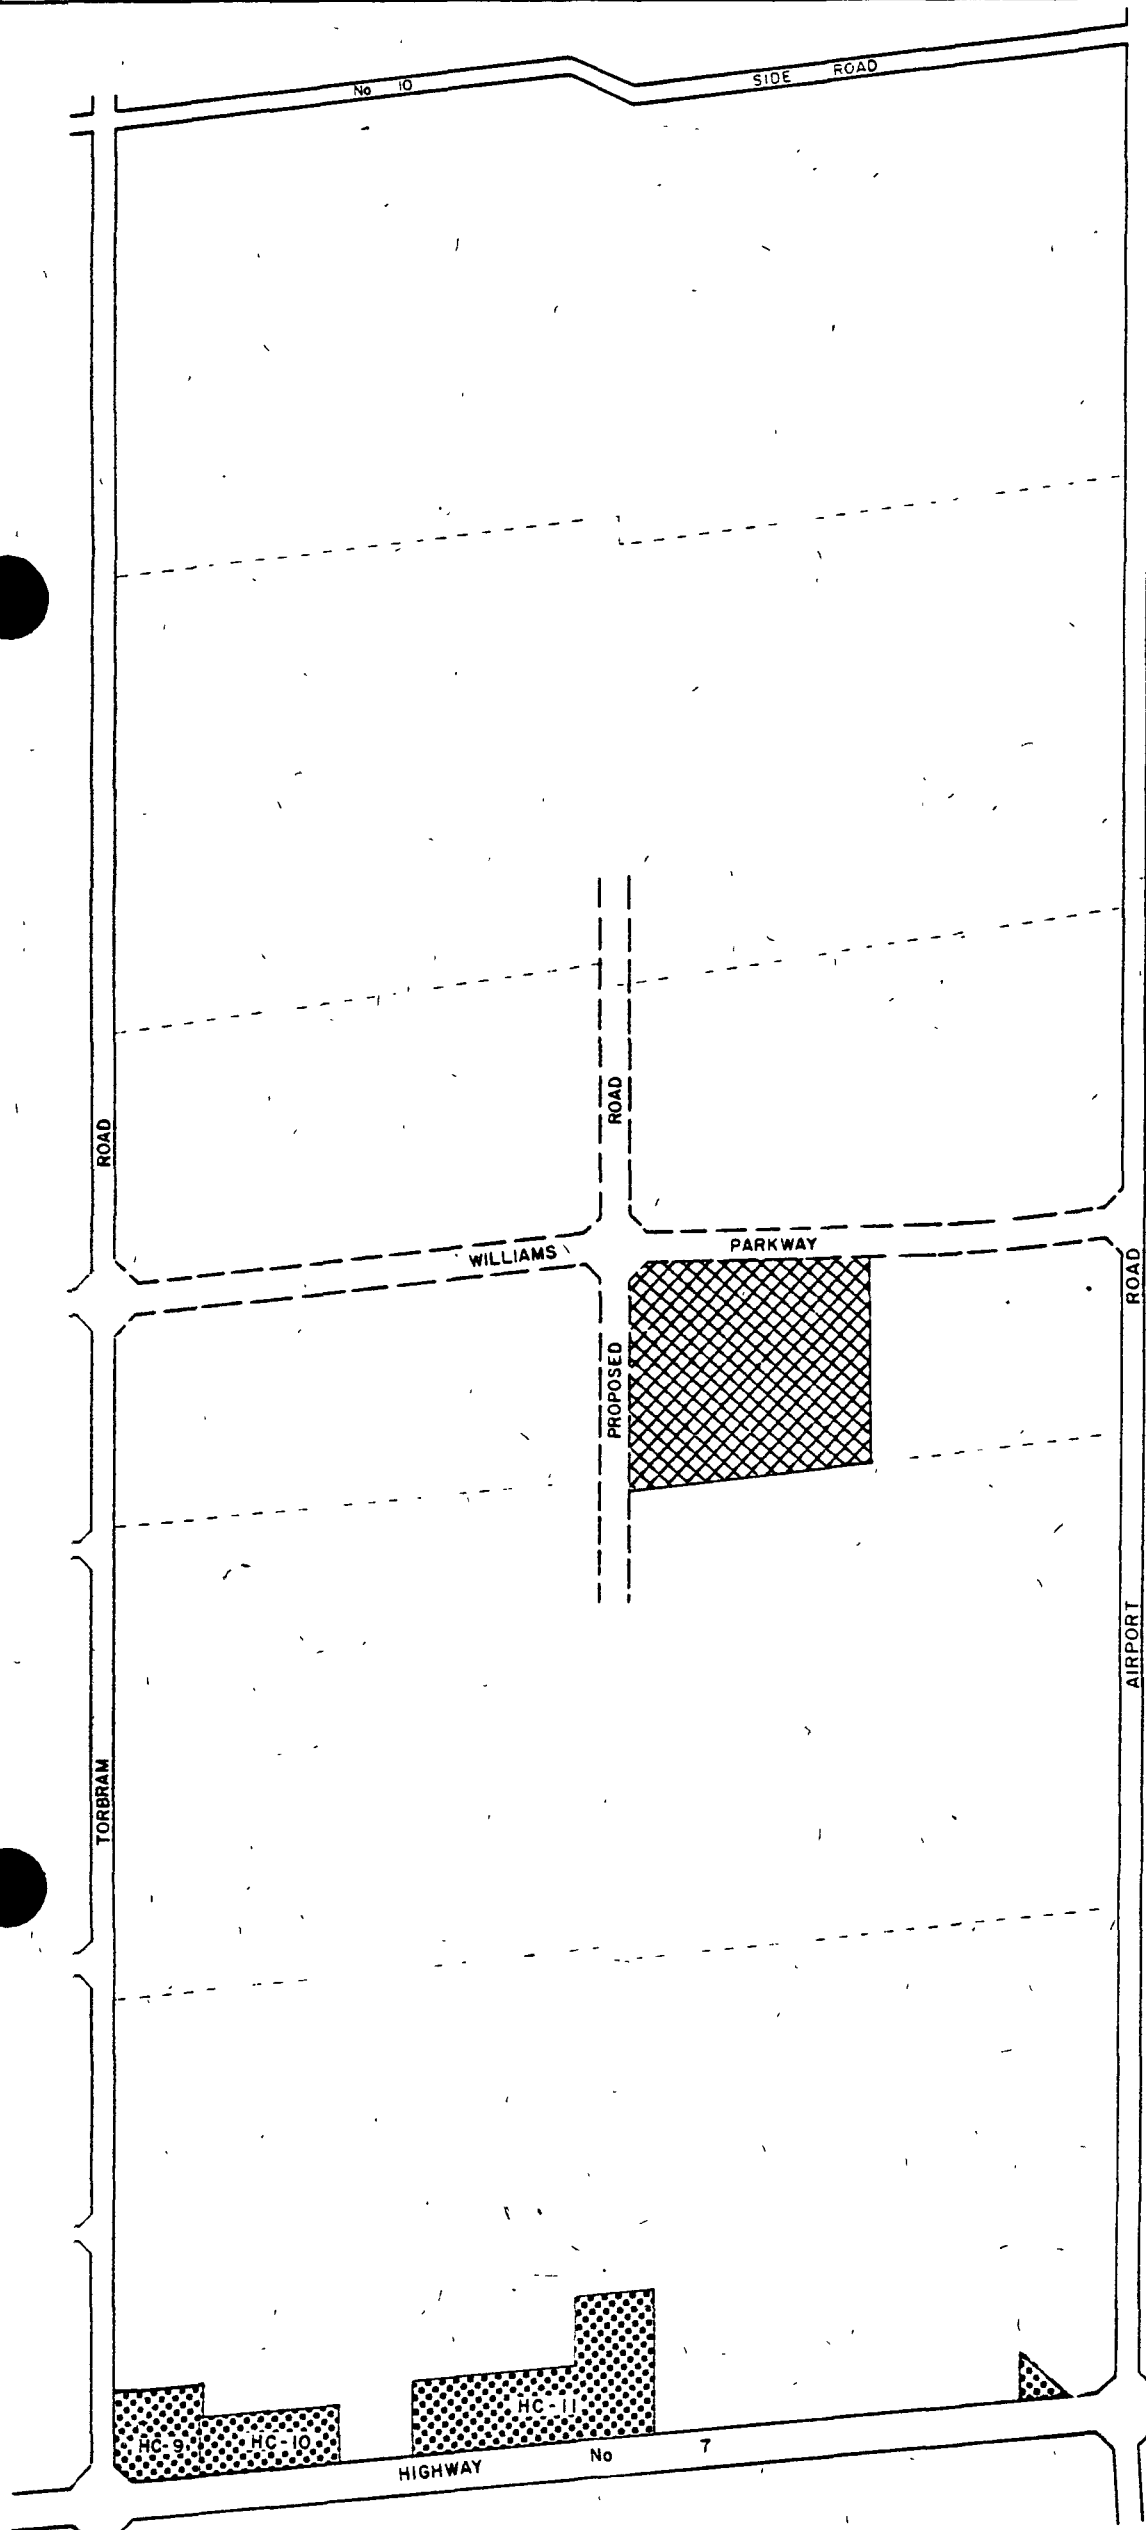 No 10 SIDE ROAD
ROAD
ROAD
WILLIAMS PARKWAY
ROAD
PROPOSED
AIRPORT
TORBRAM
HC-11
HC-9 HC-10
HIGHWAY No 7